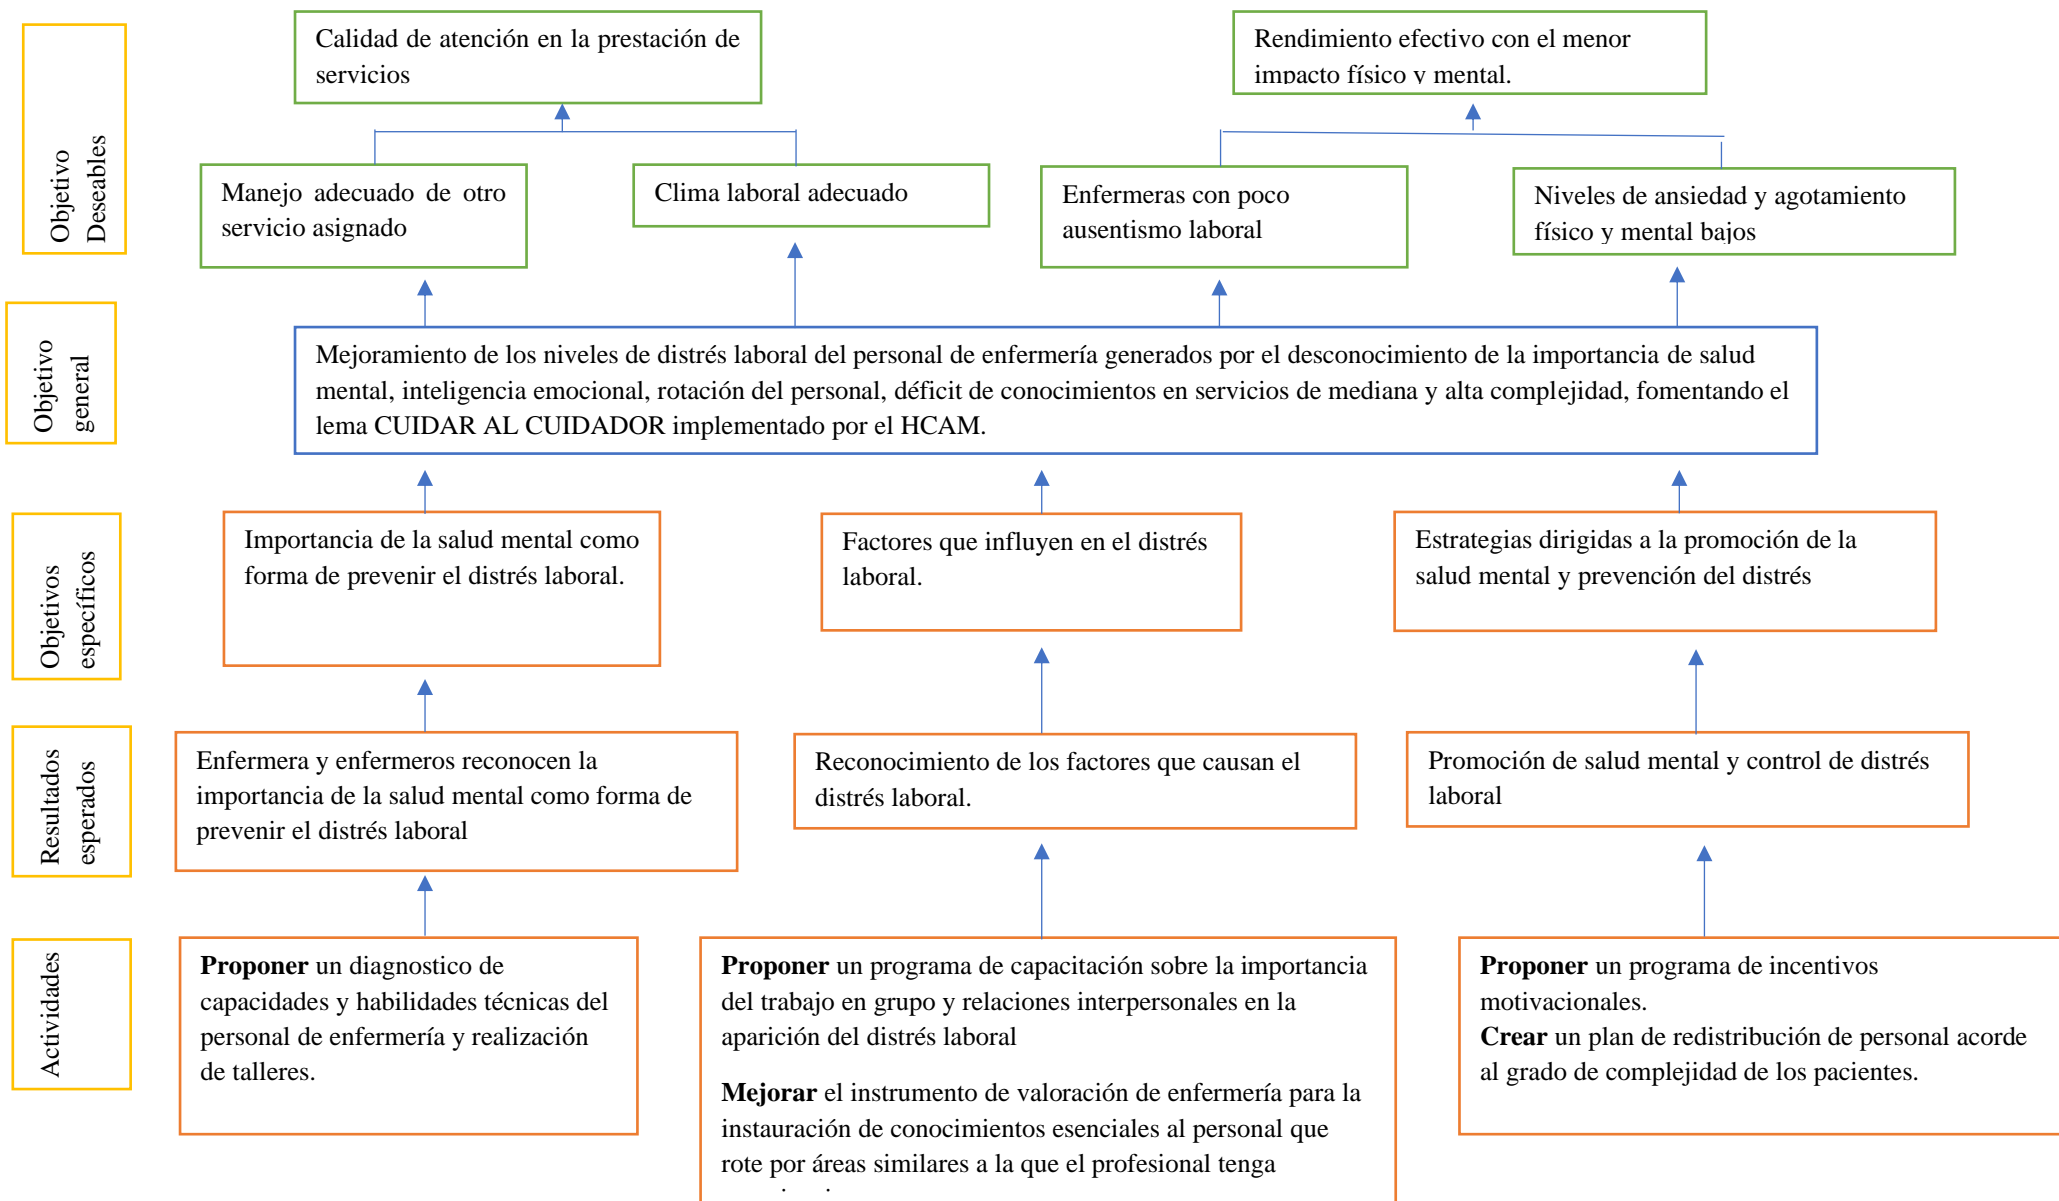 Objetivo
Deseables
Calidad de atención en la prestación de
servicios
Rendimiento efectivo con el menor
impacto físico y mental.
Manejo adecuado de otro
servicio asignado
Clima laboral adecuado
Enfermeras con poco
ausentismo laboral
Niveles de ansiedad y agotamiento
físico y mental bajos
Objetivo
general
Mejoramiento de los niveles de distrés laboral del personal de enfermería generados por el desconocimiento de la importancia de salud
mental, inteligencia emocional, rotación del personal, déficit de conocimientos en servicios de mediana y alta complejidad, fomentando el
lema CUIDAR AL CUIDADOR implementado por el HCAM.
Objetivos
específicos
Importancia de la salud mental como
forma de prevenir el distrés laboral.
Factores que influyen en el distrés
laboral.
Estrategias dirigidas a la promoción de la
salud mental y prevención del distrés
Resultados
esperados
Enfermera y enfermeros reconocen la
importancia de la salud mental como forma de
prevenir el distrés laboral
Reconocimiento de los factores que causan el
distrés laboral.
Promoción de salud mental y control de distrés
laboral
Actividades
Proponer un diagnostico de
capacidades y habilidades técnicas del
personal de enfermería y realización
de talleres.
Proponer un programa de capacitación sobre la importancia
del trabajo en grupo y relaciones interpersonales en la
aparición del distrés laboral
Mejorar el instrumento de valoración de enfermería para la
instauración de conocimientos esenciales al personal que
rote por áreas similares a la que el profesional tenga
Proponer un programa de incentivos
motivacionales.
Crear un plan de redistribución de personal acorde
al grado de complejidad de los pacientes.